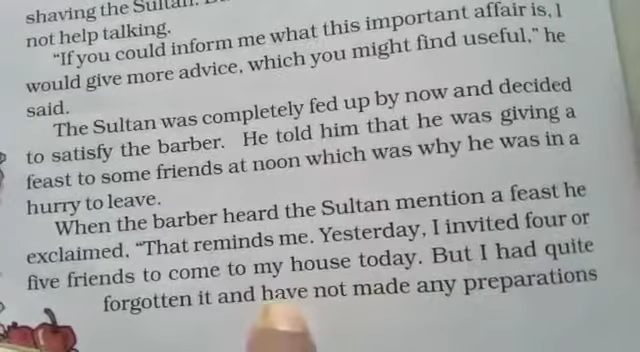 shaving the Sultan.
not help talking.
"If you could inform me what this important affair is, I
would give more advice, which you might find useful," he
said.
The Sultan was completely fed up by now and decided
to satisfy the barber. He told him that he was giving a
feast to some friends at noon which was why he was in a
hurry to leave.
When the barber heard the Sultan mention a feast he
exclaimed, "That reminds me. Yesterday, I invited four or
five friends to come to my house today. But I had quite
forgotten it and have not made any preparations